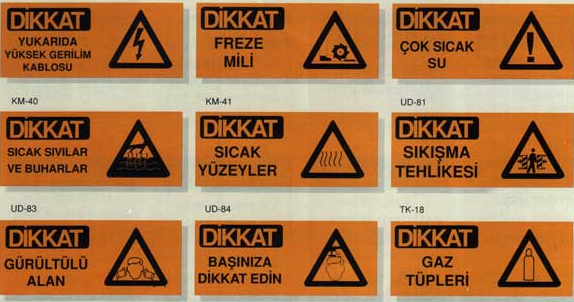 DİKKAT
YUKARIDA
YÜKSEK GERİLİM
KABLOSU
DİKKAT
FREZE
MİLİ
DİKKAT
ÇOK SICAK
SU
KM-40
KM-41
UD-81
DİKKAT
SICAK SIVILAR
VE BUHARLAR
DİKKAT
SICAK
YÜZEYLER
DİKKAT
SIKIŞMA
TEHLİKESİ
UD-83
UD-84
TK-18
DİKKAT
GÜRÜLTÜLÜ
ALAN
DİKKAT
BAŞINIZA
DİKKAT EDİN
DİKKAT
GAZ
TÜPLERİ